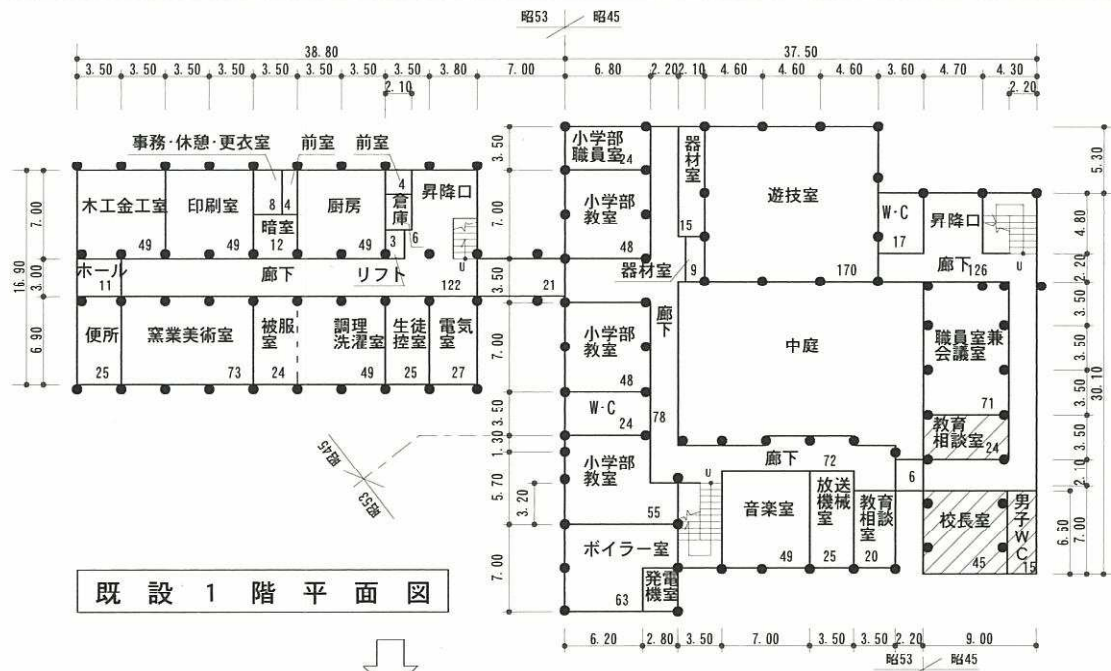 昭53 昭45
38.80 37.50
3.50 3.50 3.50 3.50 3.50 3.50 3.50 3.50 3.80 7.00 6.80 2.20 2.10 4.60 4.60 4.60 3.60 4.70 4.30
2.10 2.20
事務・休憩・更衣室 前室 前室
木工金工室 49
印刷室 49
8 4
暗室 12
厨房 49
4
倉庫
3 6
昇降口
U
ホール 11
廊下
リフト
122 21
便所 25
窯業美術室 73
被服室 24
調理洗濯室 49
生徒控室 25
電気室 27
16.90
7.00
3.00
6.90
小学部職員室 24
小学部教室 48
器材室 15
器材室 9
遊技室 170
W・C 17
昇降口
U
廊下 126
小学部教室 48
W・C 24
小学部教室 55
廊下 78
中庭
職員室兼会議室 71
教育相談室 24
廊下 72
6
U
音楽室 49
放送機械室 25
教育相談室 20
校長室 45
男子WC 15
ボイラー室 63
発電機室
3.50
7.00
3.50
7.00
3.50
1.30
5.70
3.20
7.00
5.30
4.80
2.20
3.50
3.50
3.50
3.50
2.10
7.00
30.10
昭45
昭53
既設1階平面図
6.20 2.80 3.50 7.00 3.50 3.50 2.20 9.00
昭53 昭45